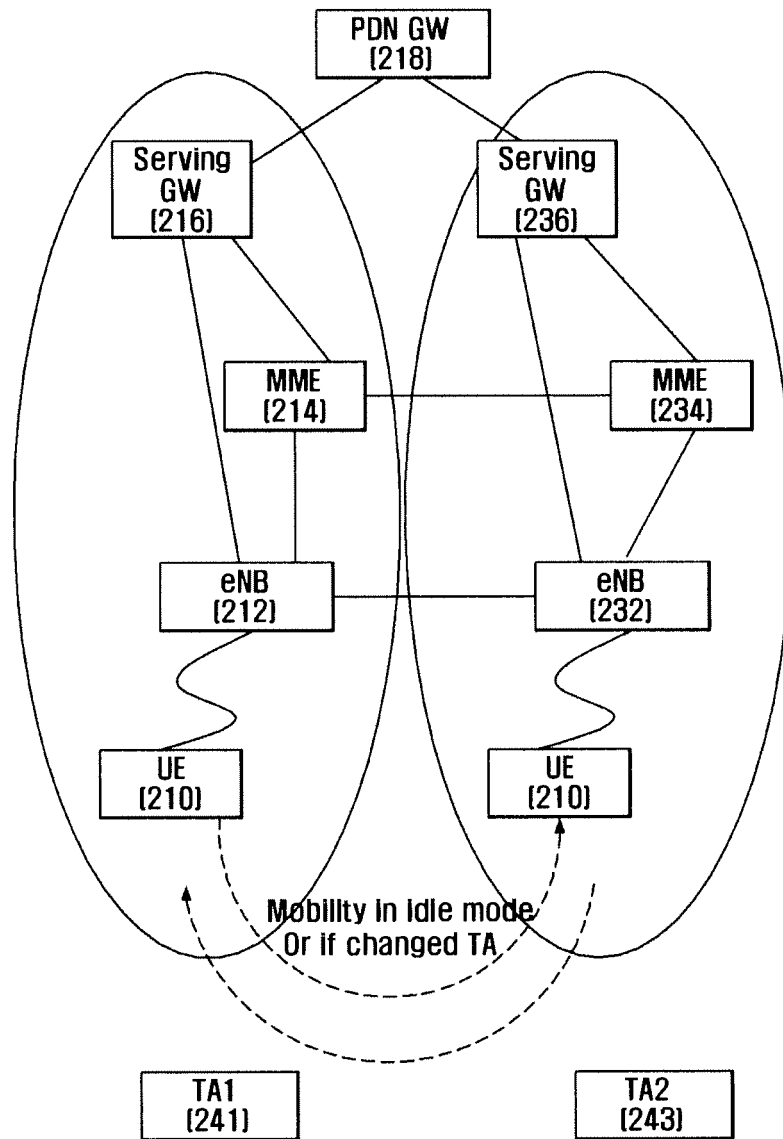 PDN GW
(218)
Serving
GW
(216)
Serving
GW
(236)
MME
(214)
MME
(234)
eNB
(212)
eNB
(232)
UE
(210)
UE
(210)
Mobility in idle mode
Or if changed TA
TA1
(241)
TA2
(243)